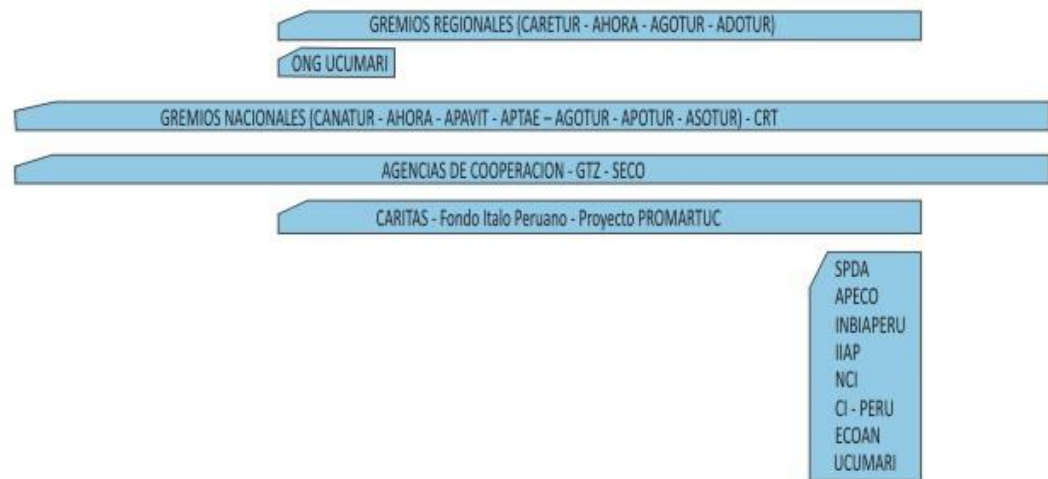 GREMIOS REGIONALES (CARETUR - AHORA - AGOTUR - ADOTUR)
ONG UCUMARI
GREMIOS NACIONALES (CANATUR - AHORA - APAVIT - APTAE – AGOTUR - APOTUR - ASOTUR) - CRT
AGENCIAS DE COOPERACION - GTZ - SECO
CARITAS - Fondo Italo Peruano - Proyecto PROMARTUC
SPDA
APECO
INBIAPERU
IIAP
NCI
CI - PERU
ECOAN
UCUMARI